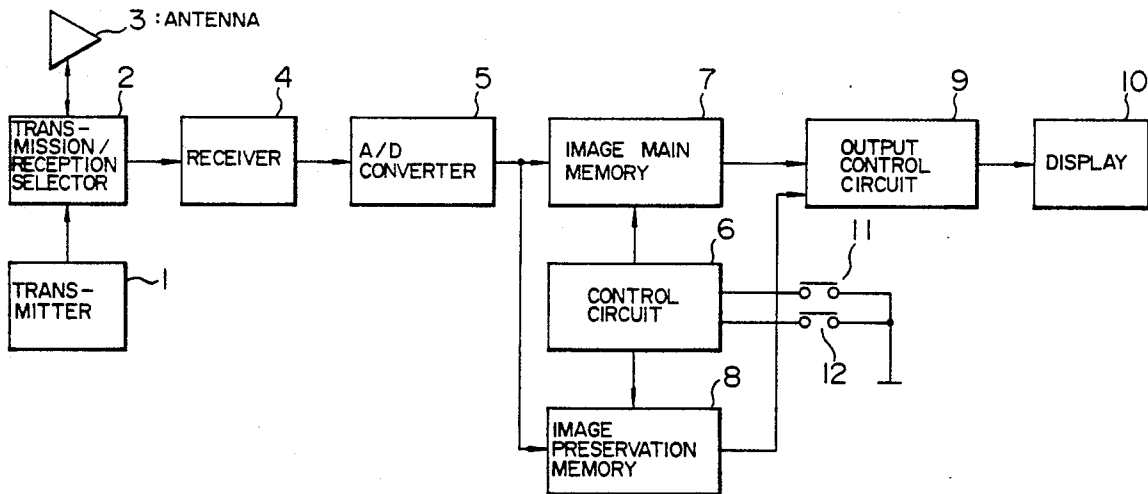 3 : ANTENNA
2
4
5
7
9
10
TRANS-
MISSION/
RECEPTION
SELECTOR
RECEIVER
A/D
CONVERTER
IMAGE MAIN
MEMORY
OUTPUT
CONTROL
CIRCUIT
DISPLAY
1
TRANS-
MITTER
6
CONTROL
CIRCUIT
11
12
8
IMAGE
PRESERVATION
MEMORY